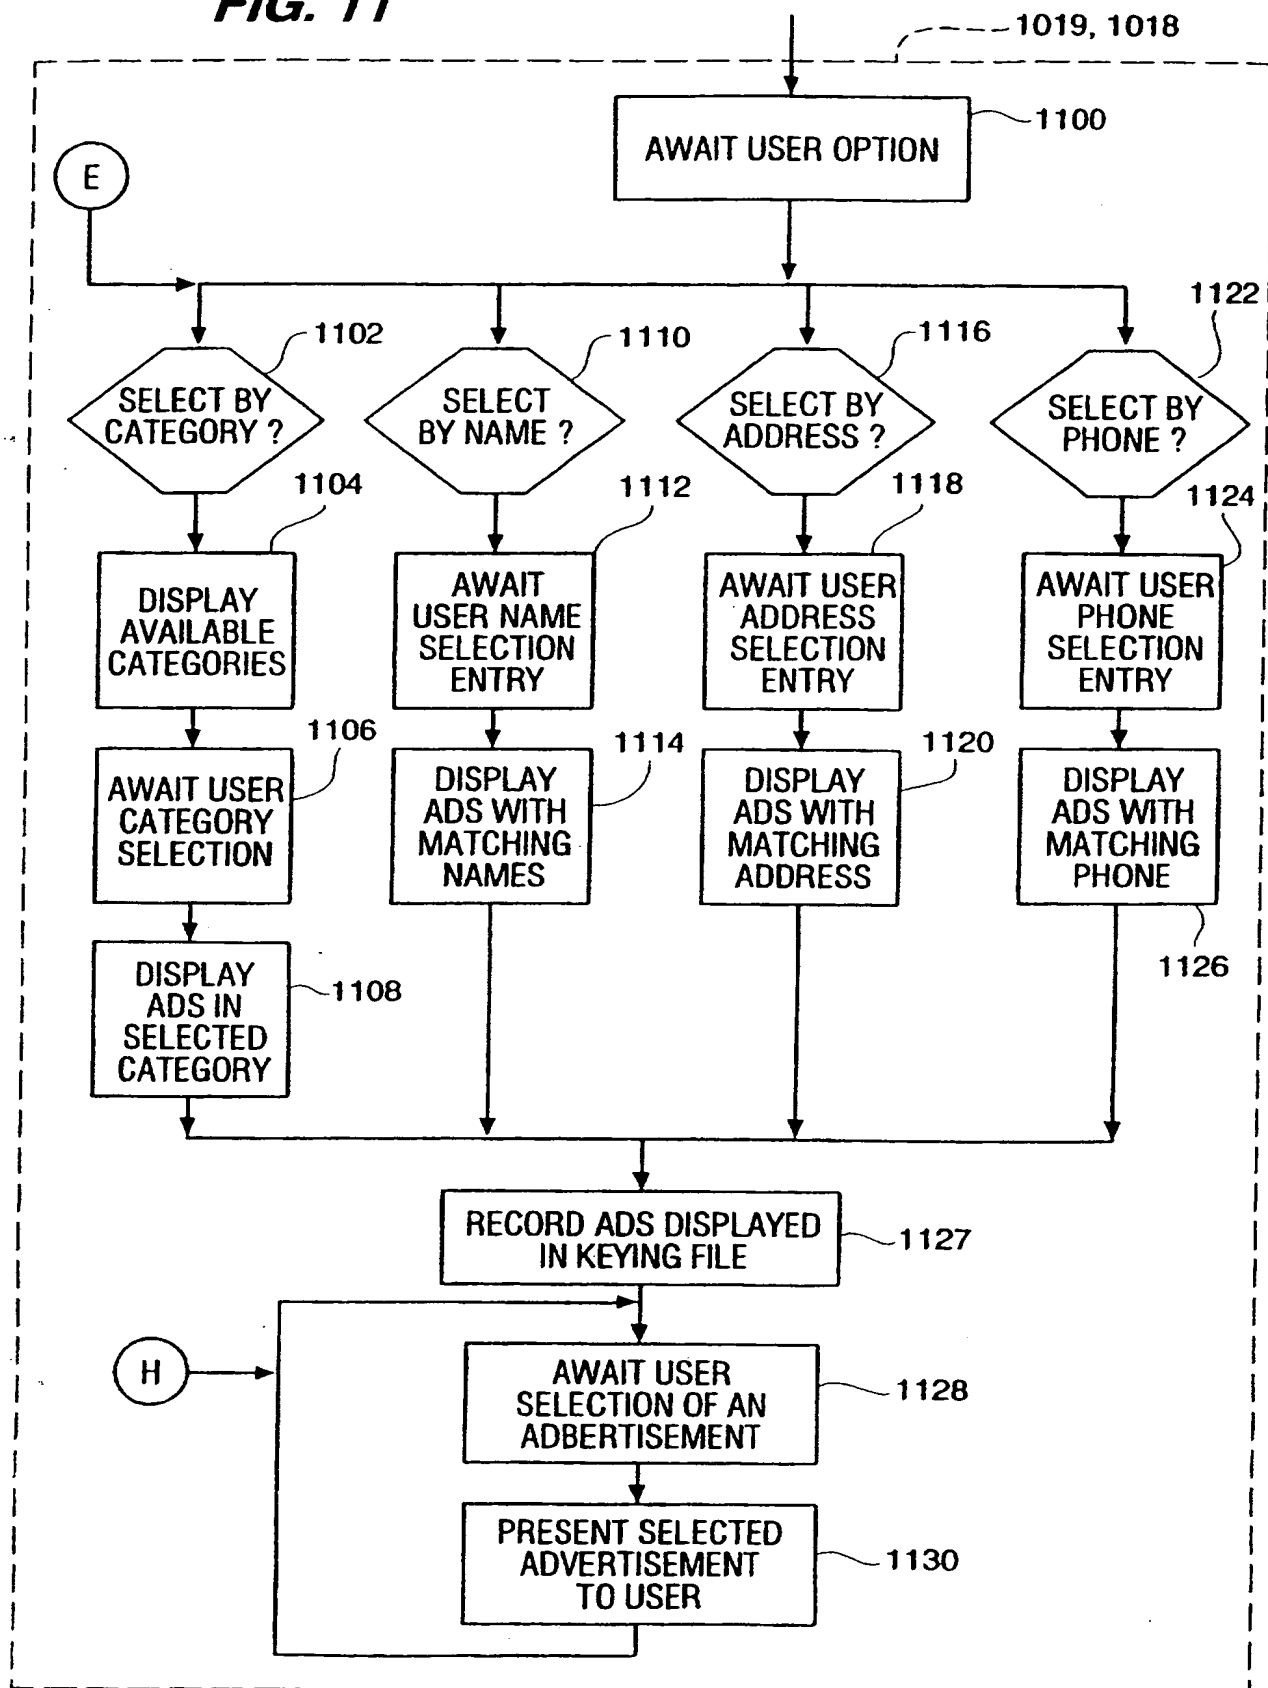 FIG. 11
1019, 1018
1100
AWAIT USER OPTION
E
1102
SELECT BY
CATEGORY ?
1110
SELECT
BY NAME ?
1116
SELECT BY
ADDRESS ?
1122
SELECT BY
PHONE ?
1104
DISPLAY
AVAILABLE
CATEGORIES
1112
AWAIT
USER NAME
SELECTION
ENTRY
1118
AWAIT USER
ADDRESS
SELECTION
ENTRY
1124
AWAIT USER
PHONE
SELECTION
ENTRY
1106
AWAIT USER
CATEGORY
SELECTION
1114
DISPLAY
ADS WITH
MATCHING
NAMES
1120
DISPLAY
ADS WITH
MATCHING
ADDRESS
DISPLAY
ADS WITH
MATCHING
PHONE
1126
DISPLAY
ADS IN
SELECTED
CATEGORY
1108
RECORD ADS DISPLAYED
IN KEYING FILE
1127
H
AWAIT USER
SELECTION OF AN
ADBERTISEMENT
1128
PRESENT SELECTED
ADVERTISEMENT
TO USER
1130